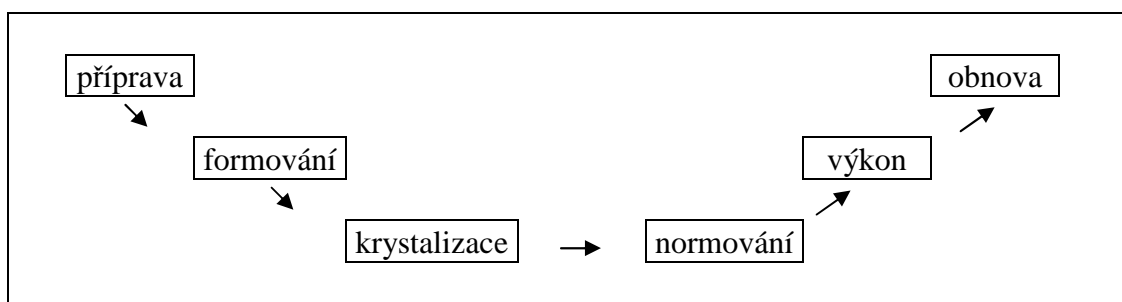 příprava
formování
krystalizace
normování
výkon
obnova